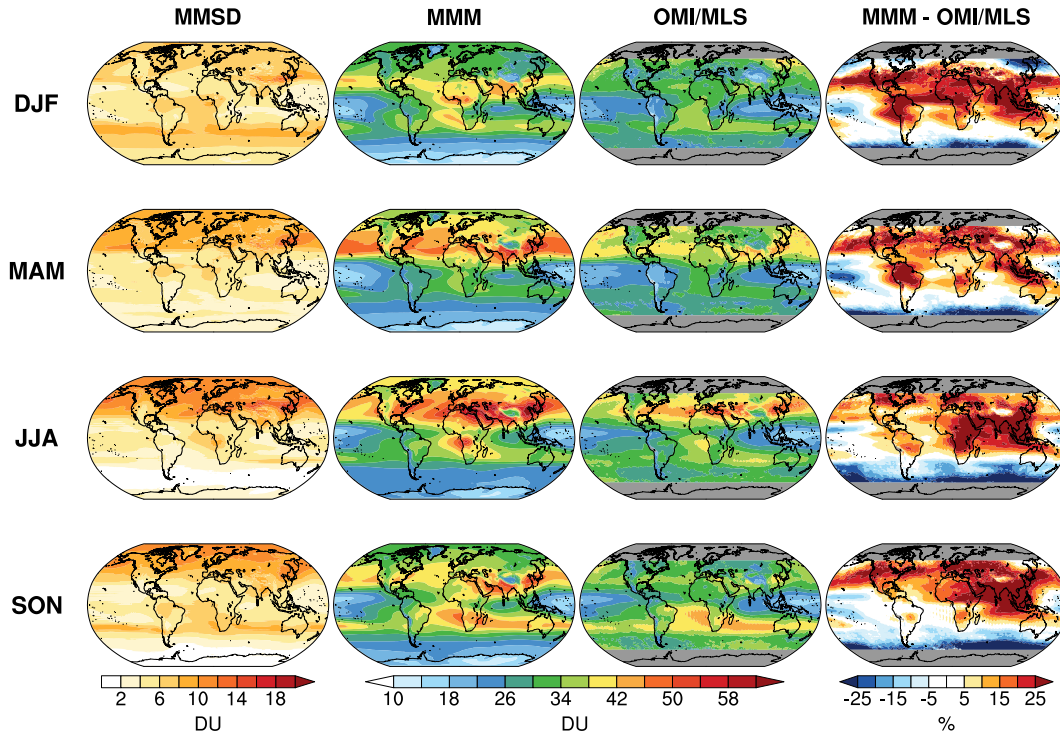 MMSD MMM OMI/MLS MMM - OMI/MLS
DJF
MAM
JJA
SON
2 6 10 14 18
10 18 26 34 42 50 58
-25 -15 -5 5 15 25
DU DU %